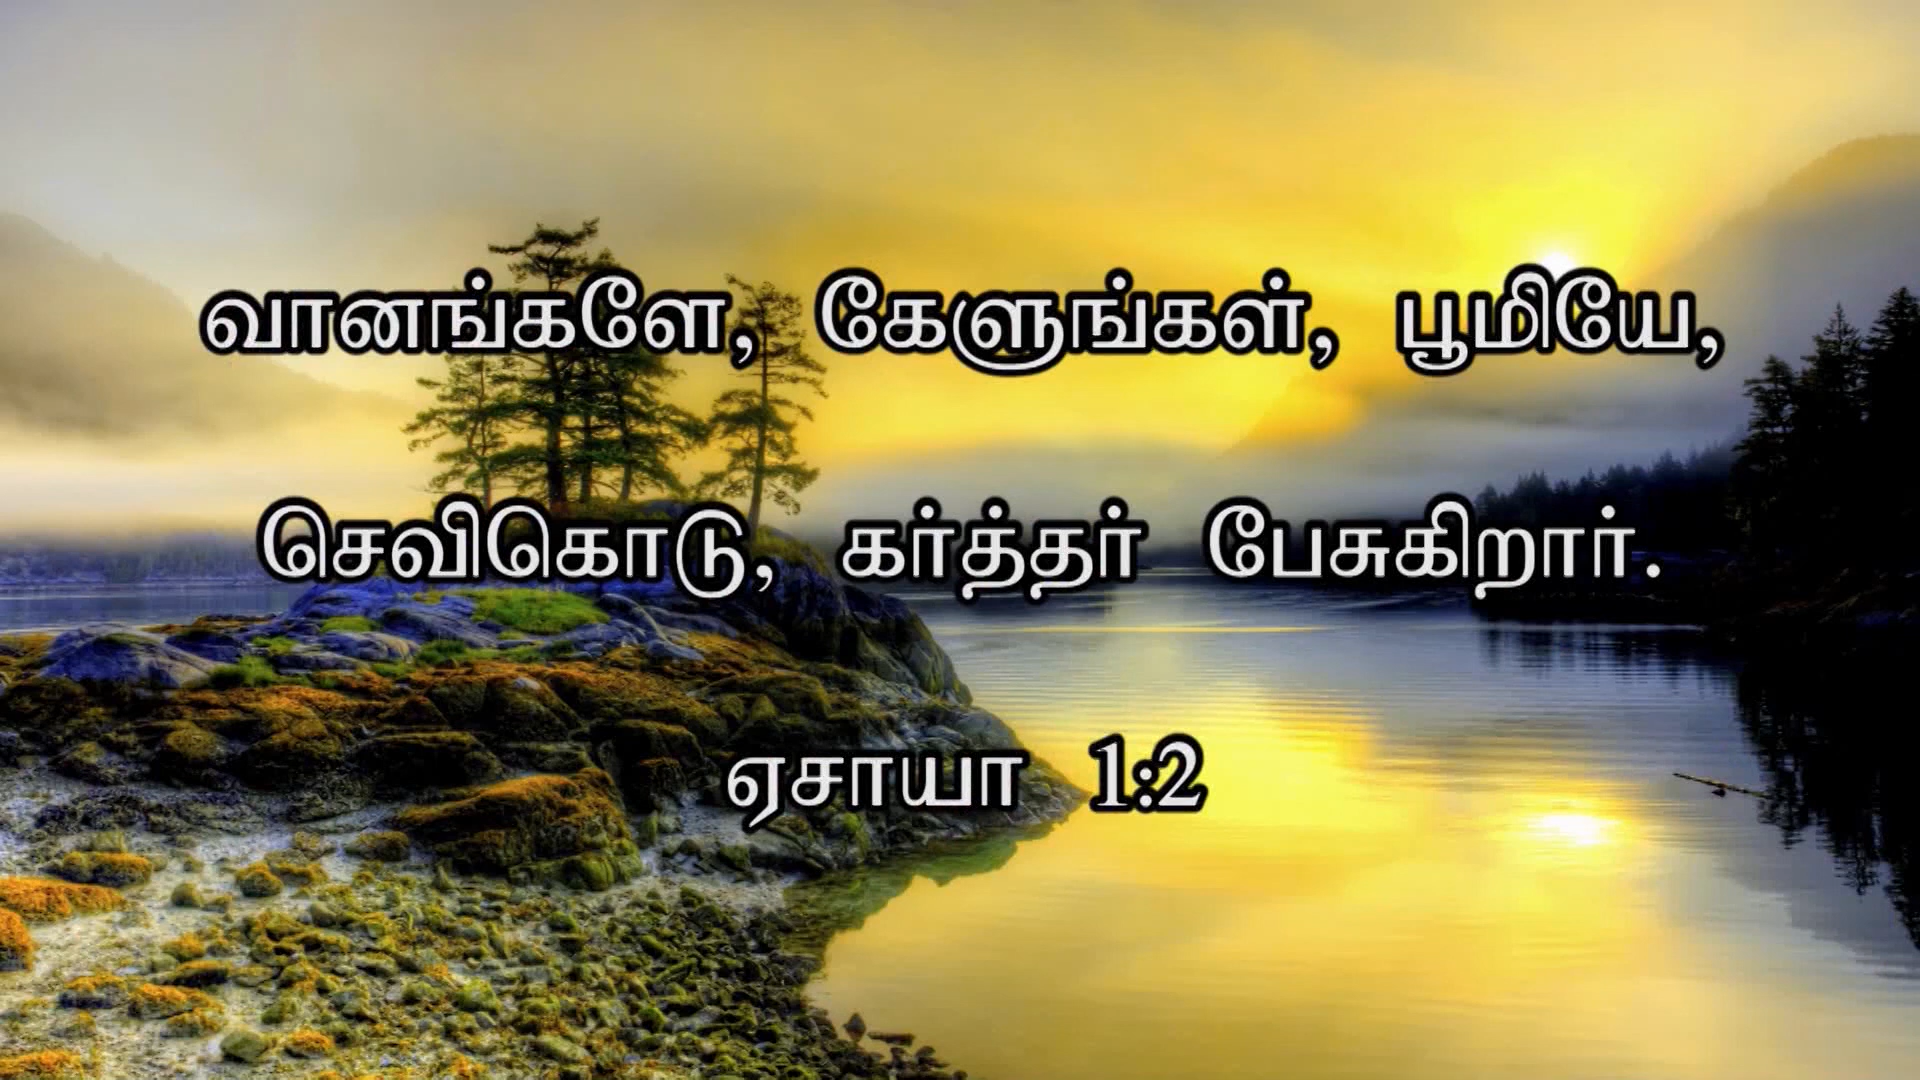 வானங்களே, கேளுங்கள், பூமியே,
செவிகொடு, கர்த்தர் பேசுகிறார்.
ஏசாயா 1:2